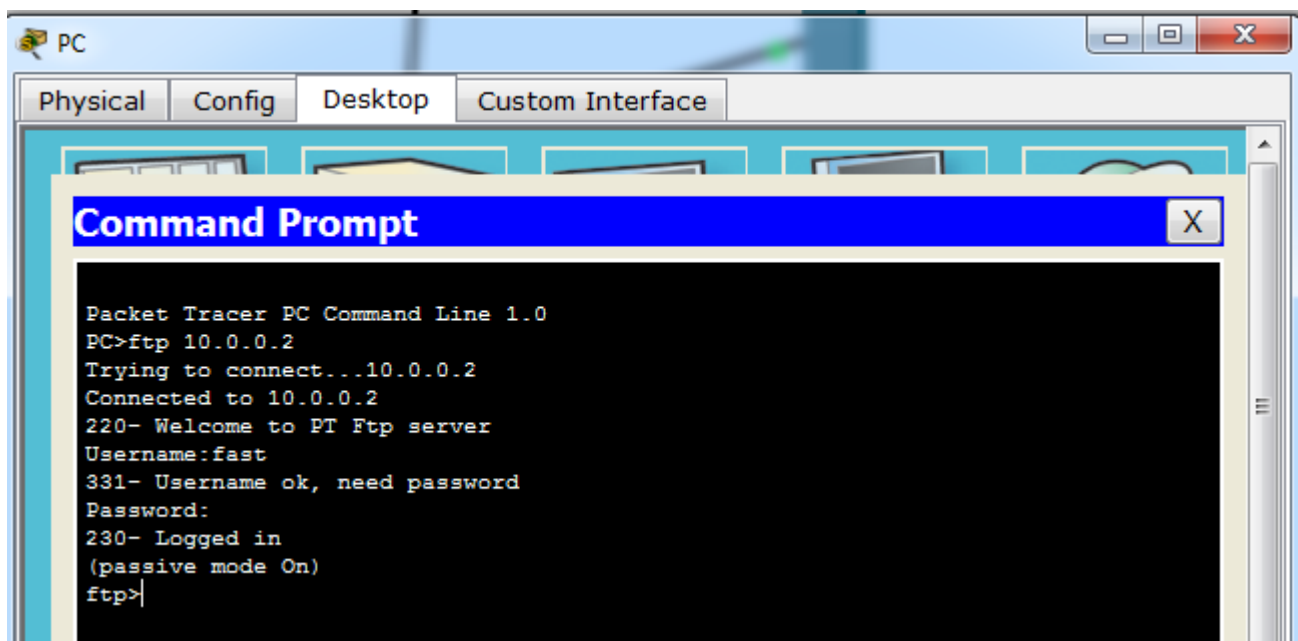 PC
X
Physical Config Desktop Custom Interface
Command Prompt X
Packet Tracer PC Command Line 1.0
PC>ftp 10.0.0.2
Trying to connect...10.0.0.2
Connected to 10.0.0.2
220- Welcome to PT Ftp server
Username:fast
331- Username ok, need password
Password:
230- Logged in
(passive mode On)
ftp>